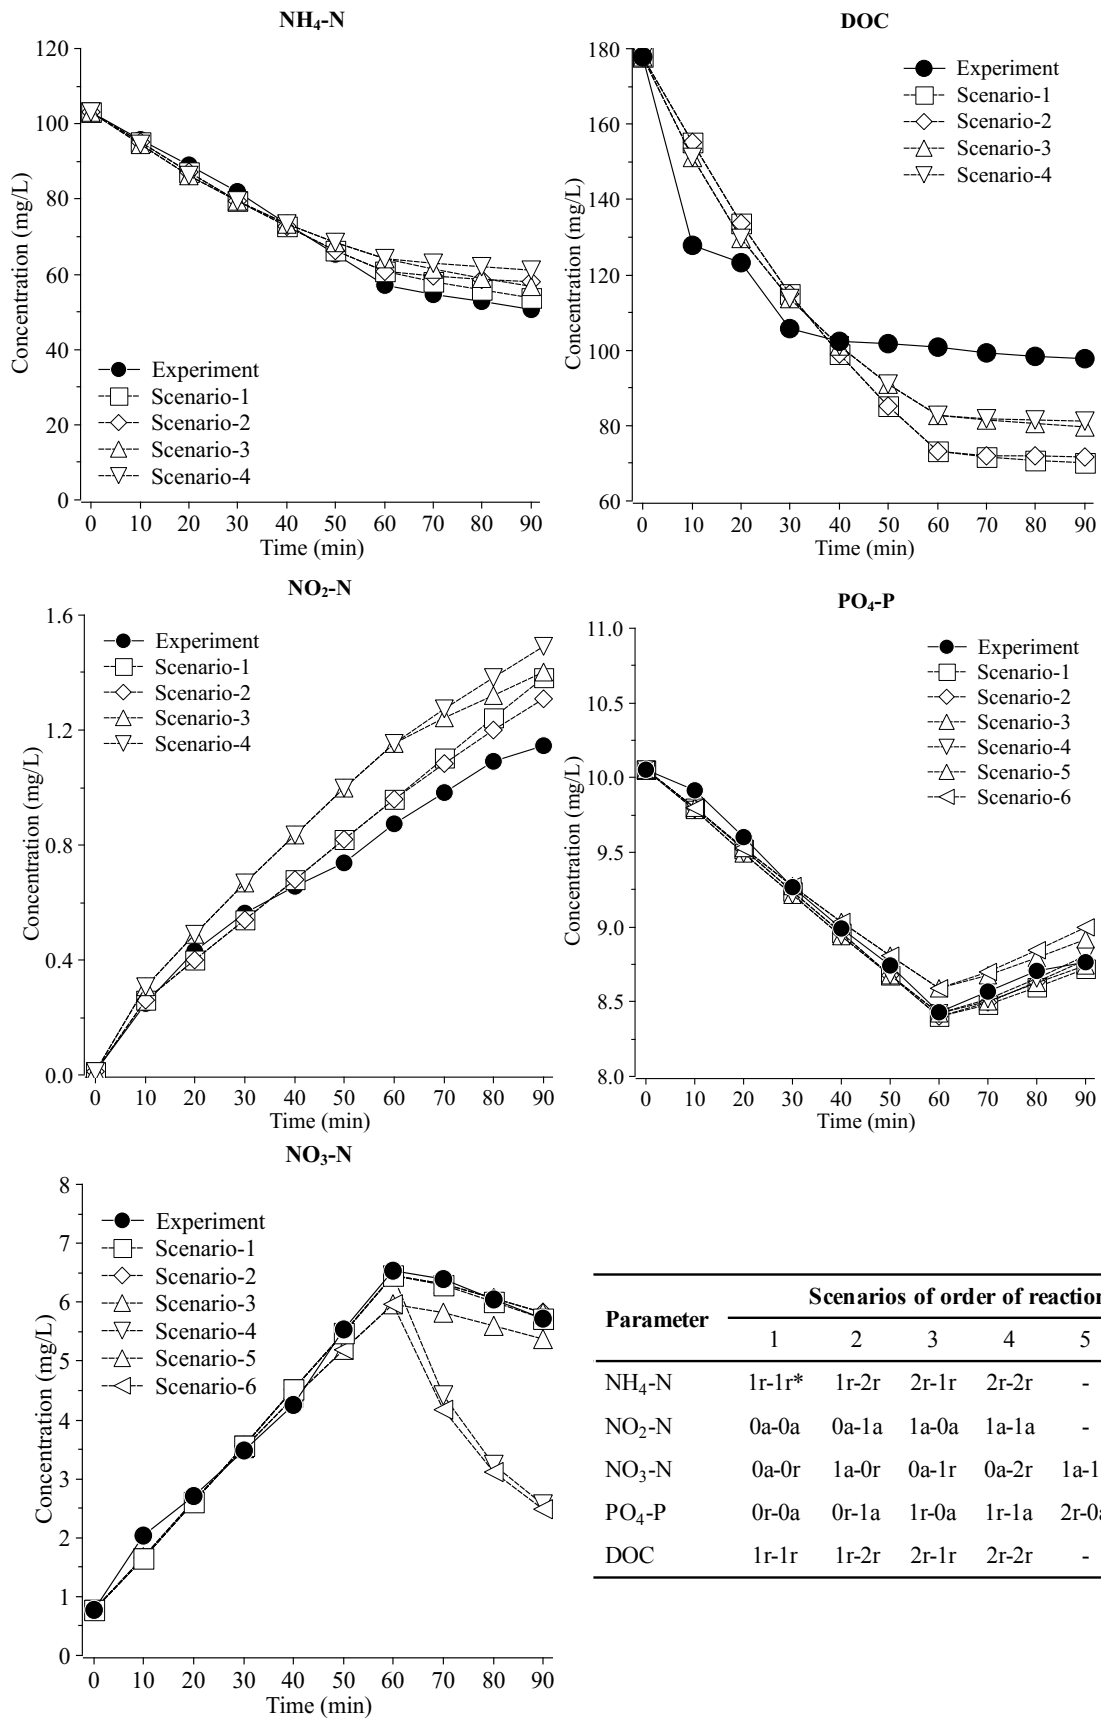 NH₄-N
120
100
80
60
40
20
0
Concentration (mg/L)
Experiment
Scenario-1
Scenario-2
Scenario-3
Scenario-4
0 10 20 30 40 50 60 70 80 90
Time (min)
DOC
180
160
140
120
100
80
60
Concentration (mg/L)
Experiment
Scenario-1
Scenario-2
Scenario-3
Scenario-4
0 10 20 30 40 50 60 70 80 90
Time (min)
NO₂-N
1.6
1.2
0.8
0.4
0.0
Concentration (mg/L)
Experiment
Scenario-1
Scenario-2
Scenario-3
Scenario-4
0 10 20 30 40 50 60 70 80 90
Time (min)
PO₄-P
11.0
10.5
10.0
9.5
9.0
8.5
8.0
Concentration (mg/L)
Experiment
Scenario-1
Scenario-2
Scenario-3
Scenario-4
Scenario-5
Scenario-6
0 10 20 30 40 50 60 70 80 90
Time (min)
NO₃-N
8
7
6
5
4
3
2
1
0
Concentration (mg/L)
Experiment
Scenario-1
Scenario-2
Scenario-3
Scenario-4
Scenario-5
Scenario-6
0 10 20 30 40 50 60 70 80 90
Time (min)
Scenarios of order of reaction
Parameter 1 2 3 4 5
NH₄-N 1r-1r* 1r-2r 2r-1r 2r-2r -
NO₂-N 0a-0a 0a-1a 1a-0a 1a-1a -
NO₃-N 0a-0r 1a-0r 0a-1r 0a-2r 1a-1
PO₄-P 0r-0a 0r-1a 1r-0a 1r-1a 2r-0
DOC 1r-1r 1r-2r 2r-1r 2r-2r -